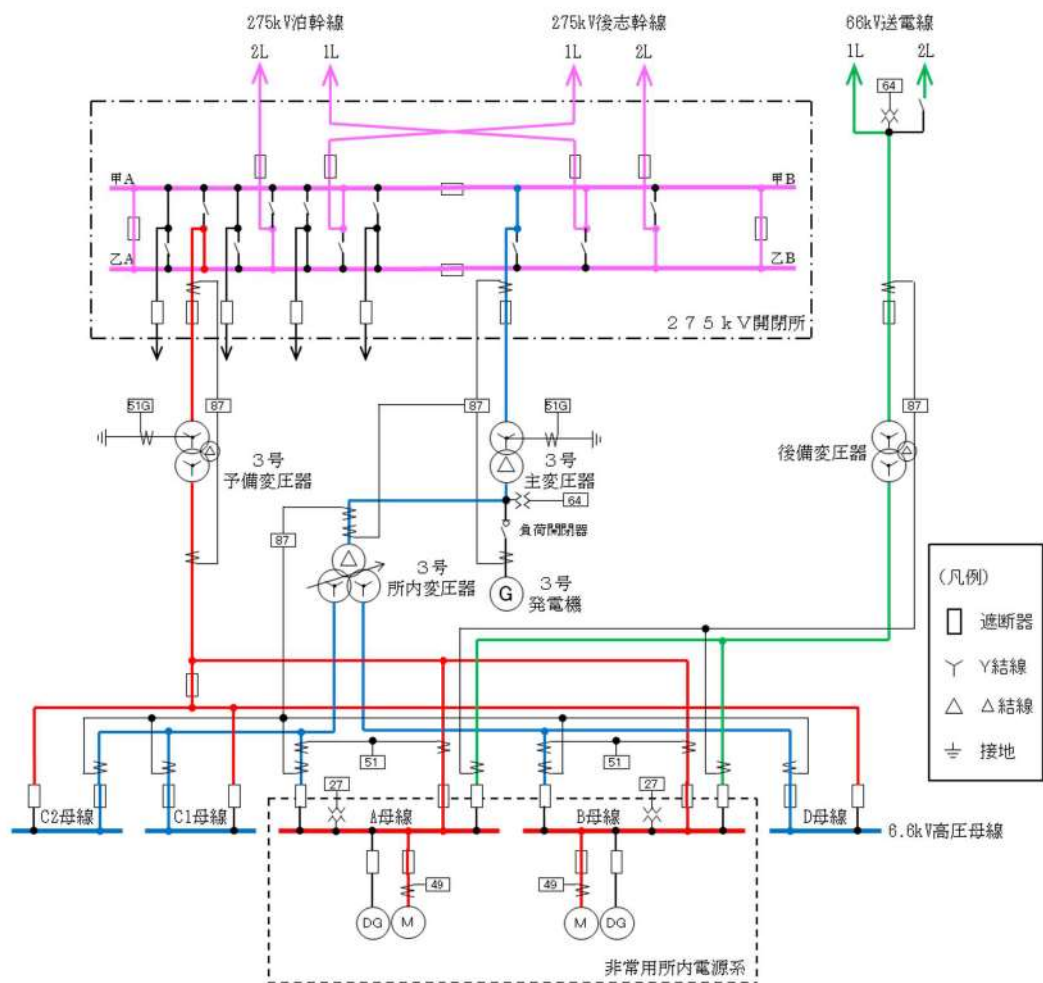 275kV泊幹線
275kV後志幹線
66kV送電線
2L
1L
1L
2L
1L
2L
64
甲A
甲B
乙A
乙B
275kV開閉所
51G
87
87
51G
87
3号
予備変圧器
3号
主変圧器
後備変圧器
64
負荷開閉器
87
3号
所内変圧器
G
3号
発電機
(凡例)
遮断器
Y結線
△結線
接地
51
51
27
27
C2母線
C1母線
A母線
B母線
D母線
6.6kV高圧母線
49
49
DG
M
M
DG
非常用所内電源系